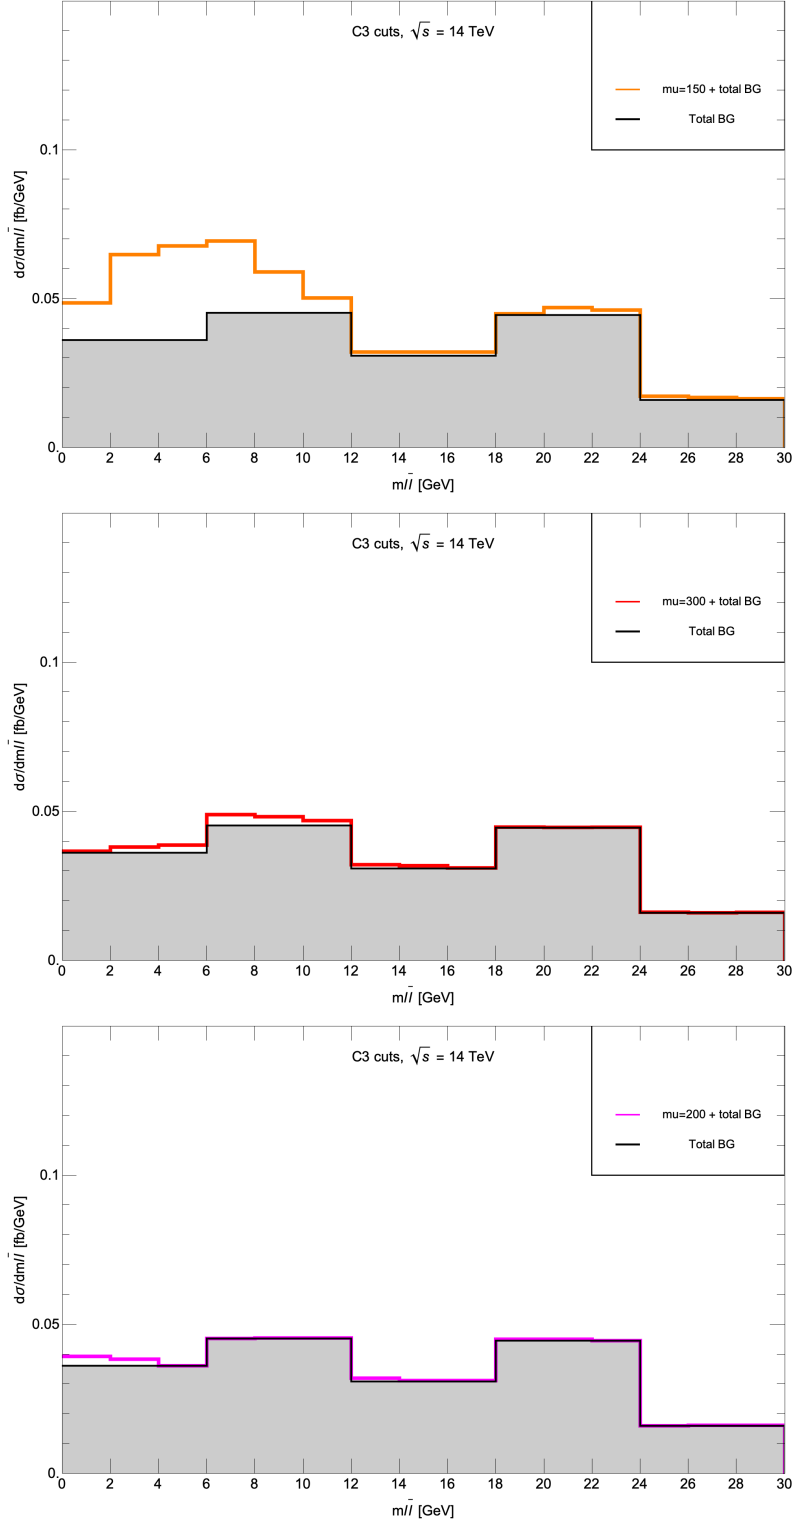 C3 cuts, √s = 14 TeV
mu=150 + total BG
Total BG
dσ/dml l̄ [fb/GeV]
0.1
0.05
0.
0 2 4 6 8 10 12 14 16 18 20 22 24 26 28 30
ml l̄ [GeV]
C3 cuts, √s = 14 TeV
mu=300 + total BG
Total BG
dσ/dml l̄ [fb/GeV]
0.1
0.05
0.
0 2 4 6 8 10 12 14 16 18 20 22 24 26 28 30
ml l̄ [GeV]
C3 cuts, √s = 14 TeV
mu=200 + total BG
Total BG
dσ/dml l̄ [fb/GeV]
0.1
0.05
0.
0 2 4 6 8 10 12 14 16 18 20 22 24 26 28 30
ml l̄ [GeV]